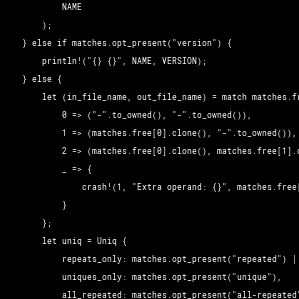 NAME
);
} else if matches.opt_present("version") {
println!("{} {}", NAME, VERSION);
} else {
let (in_file_name, out_file_name) = match
0 => ("-".to_owned(), "-".to_owned()),
1 => (matches.free[0].clone(), "-".to_owned()),
2 => (matches.free[0].clone(), matches.free[1].
_ => {
crash!(1, "Extra operand: {}", matches.free[
}
};
let uniq = Uniq {
repeats_only: matches.opt_present("repeated") |
uniques_only: matches.opt_present("unique"),
all_repeated: matches.opt_present("all-repeated"